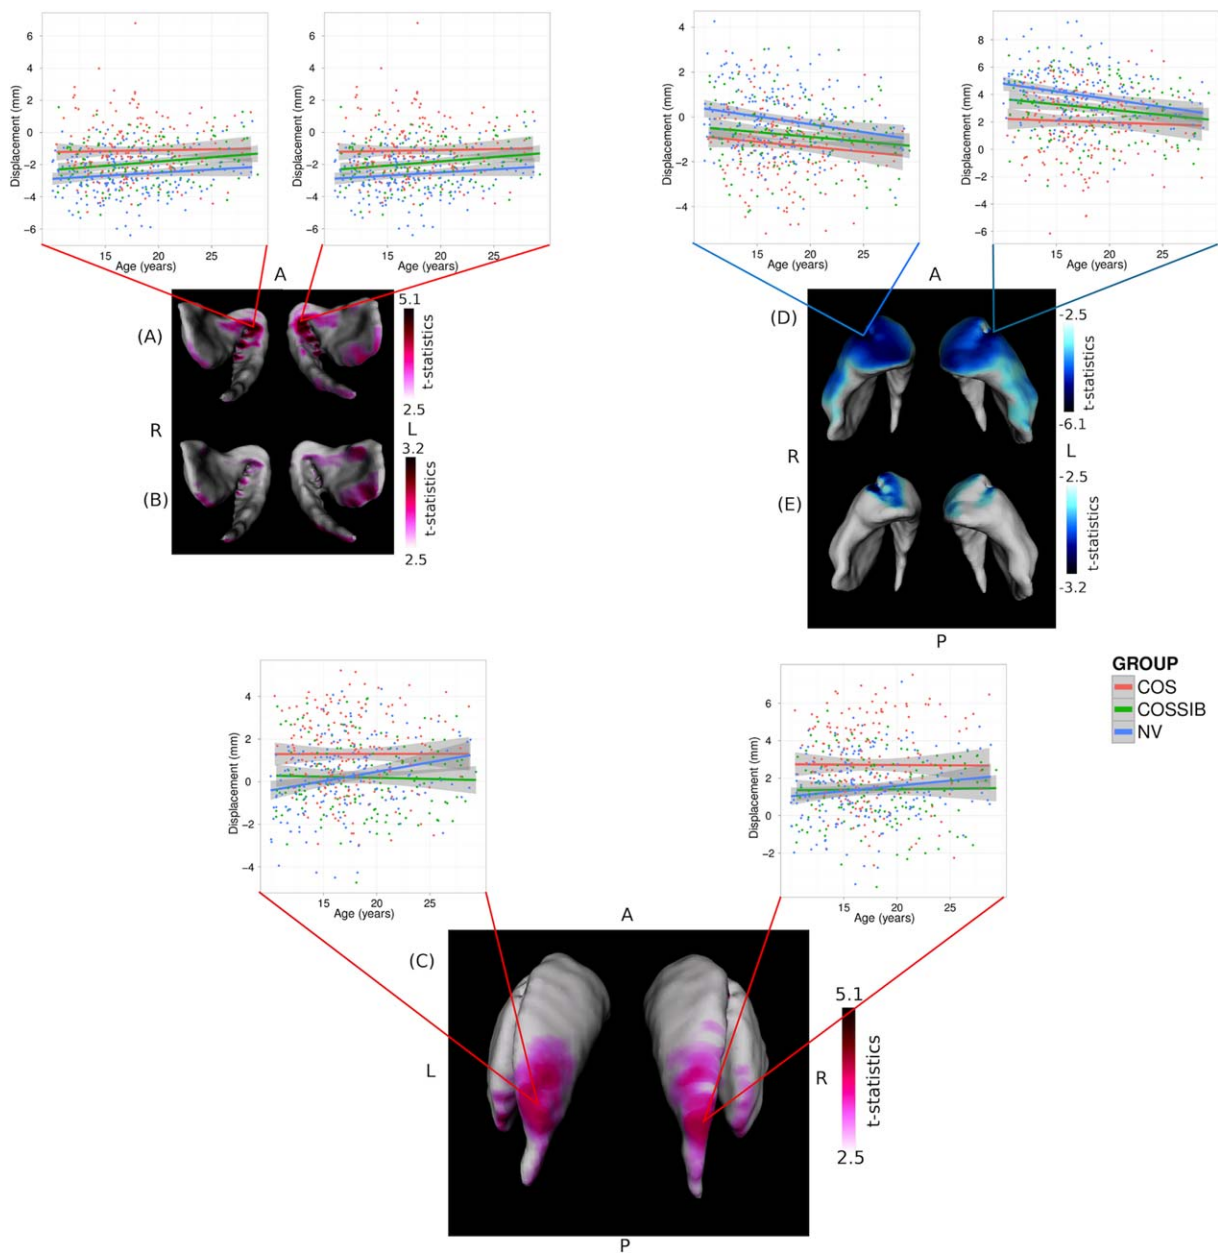 6
4
2
0
−2
−4
−6
Displacement (mm)
15 20 25
Age (years)
6
4
2
0
−2
−4
−6
Displacement (mm)
15 20 25
Age (years)
A
(A)
5.1
t-statistics
2.5
R
L
(B)
3.2
t-statistics
2.5
4
2
0
−2
−4
Displacement (mm)
15 20 25
Age (years)
8
6
4
2
0
−2
−4
−6
Displacement (mm)
15 20 25
Age (years)
A
(D)
-2.5
t-statistics
-6.1
R
L
(E)
-2.5
t-statistics
-3.2
P
4
2
0
−2
−4
Displacement (mm)
15 20 25
Age (years)
6
4
2
0
−2
Displacement (mm)
15 20 25
Age (years)
GROUP
COS
COSSIB
NV
A
(C)
L
R
5.1
t-statistics
2.5
P